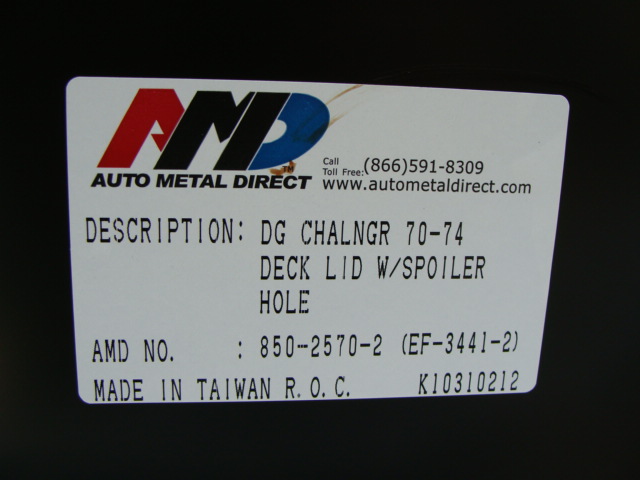 AMD TM
AUTO METAL DIRECT
Call
Toll Free: (866)591-8309
www.autometaldirect.com
DESCRIPTION: DG CHALNGR 70-74
DECK LID W/SPOILER
HOLE
AMD NO. : 850-2570-2 (EF-3441-2)
MADE IN TAIWAN R.O.C. K10310212